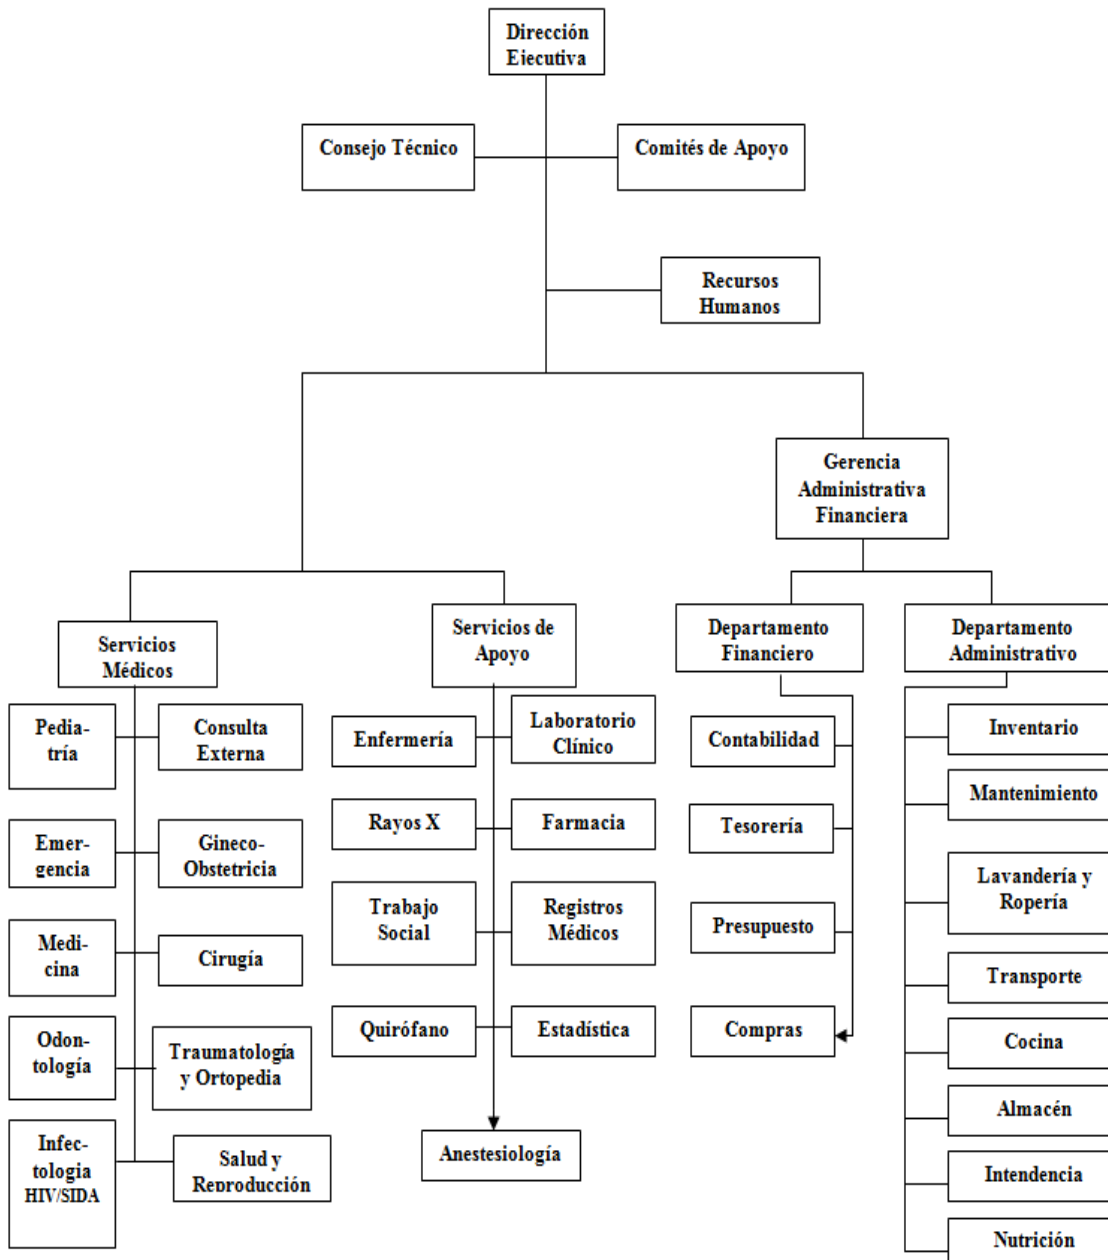 Dirección
Ejecutiva
Consejo Técnico
Comités de Apoyo
Recursos
Humanos
Gerencia
Administrativa
Financiera
Servicios
Médicos
Servicios de
Apoyo
Departamento
Financiero
Departamento
Administrativo
Pedia-
tría
Consulta
Externa
Emer-
gencia
Gineco-
Obstetricia
Medi-
cina
Cirugía
Odon-
tología
Traumatología
y Ortopedia
Infec-
tologia
HIV/SIDA
Salud y
Reproducción
Enfermería
Laboratorio
Clínico
Rayos X
Farmacia
Trabajo
Social
Registros
Médicos
Quirófano
Estadística
Anestesiología
Contabilidad
Tesorería
Presupuesto
Compras
Inventario
Mantenimiento
Lavandería y
Ropería
Transporte
Cocina
Almacén
Intendencia
Nutrición